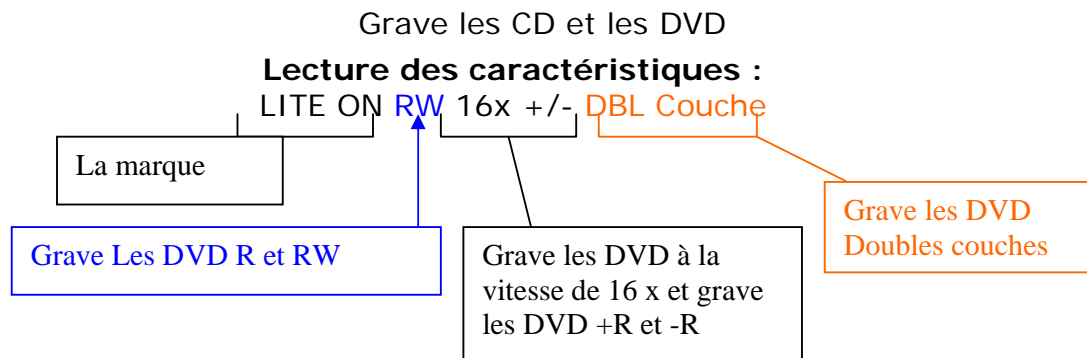 Grave les CD et les DVD
Lecture des caractéristiques :
LITE ON RW 16x +/- DBL Couche
La marque
Grave Les DVD R et RW
Grave les DVD à la
vitesse de 16 x et grave
les DVD +R et -R
Grave les DVD
Doubles couches